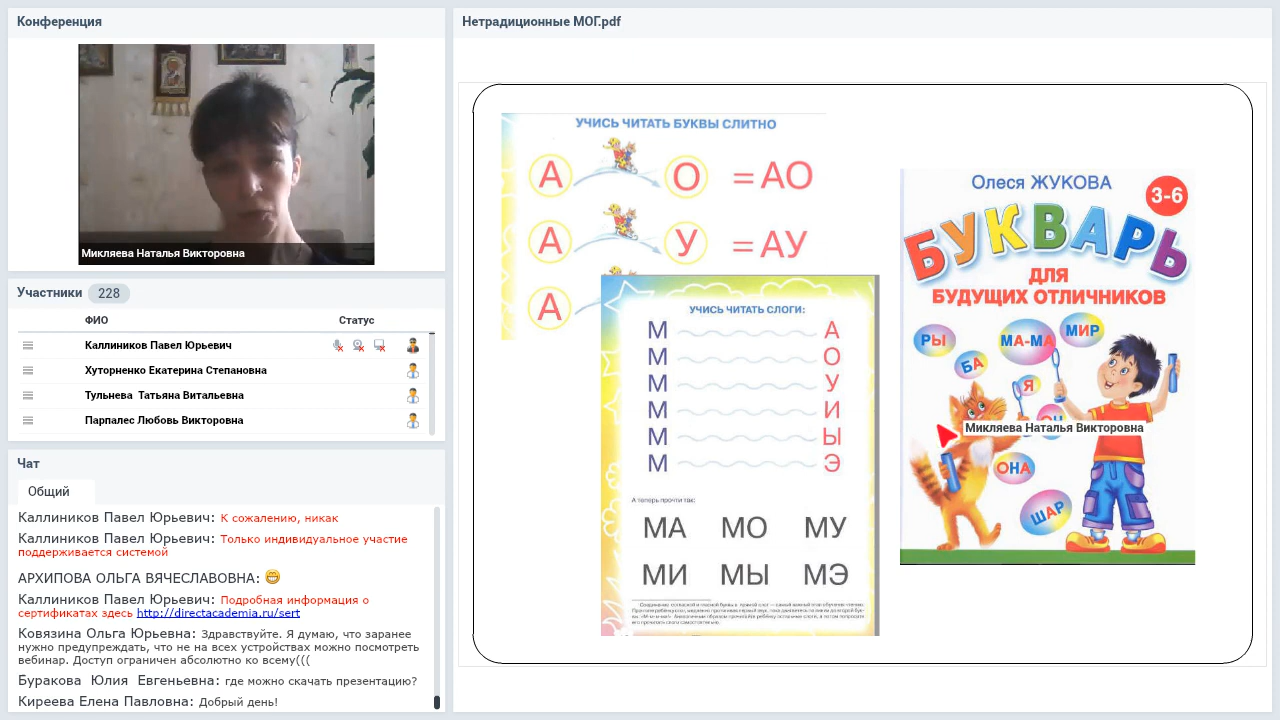 Конференция
Микляева Наталья Викторовна
Участники 228
ФИО Статус
Каллиников Павел Юрьевич
Хуторненко Екатерина Степановна
Тульнева Татьяна Витальевна
Парпалес Любовь Викторовна
Чат
Общий
Каллиников Павел Юрьевич: К сожалению, никак
Каллиников Павел Юрьевич: Только индивидуальное участие
поддерживается системой
АРХИПОВА ОЛЬГА ВЯЧЕСЛАВОВНА:
Каллиников Павел Юрьевич: Подробная информация о
сертификатах здесь http://directacademia.ru/sert
Ковязина Ольга Юрьевна: Здравствуйте. Я думаю, что заранее
нужно предупреждать, что не на всех устройствах можно посмотреть
вебинар. Доступ ограничен абсолютно ко всему(((
Буракова Юлия Евгеньевна: где можно скачать презентацию?
Киреева Елена Павловна: Добрый день!
Нетрадиционные МОГ.pdf
УЧИСЬ ЧИТАТЬ БУКВЫ СЛИТНО
А О = АО
А У = АУ
А
УЧИСЬ ЧИТАТЬ СЛОГИ:
М А
М О
М У
М И
М Ы
М Э
А теперь прочти так:
МА МО МУ
МИ МЫ МЭ
Олеся ЖУКОВА
3-6
БУКВАРЬ
ДЛЯ
БУДУЩИХ ОТЛИЧНИКОВ
РЫ
БА
МА-МА
МИР
Я
ОН
Микляева Наталья Викторовна
ОНА
ШАР